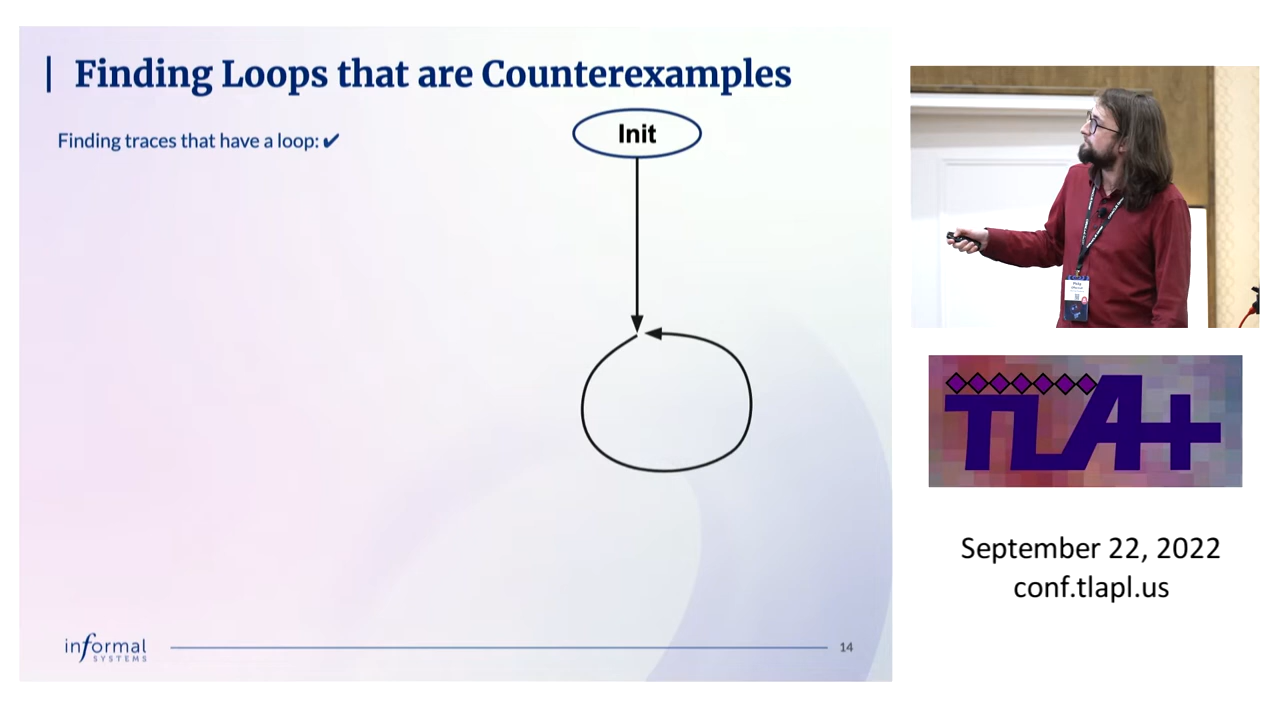 Finding Loops that are Counterexamples
Finding traces that have a loop: ✔
Init
informal
SYSTEMS
14
TLA+
September 22, 2022
conf.tlapl.us